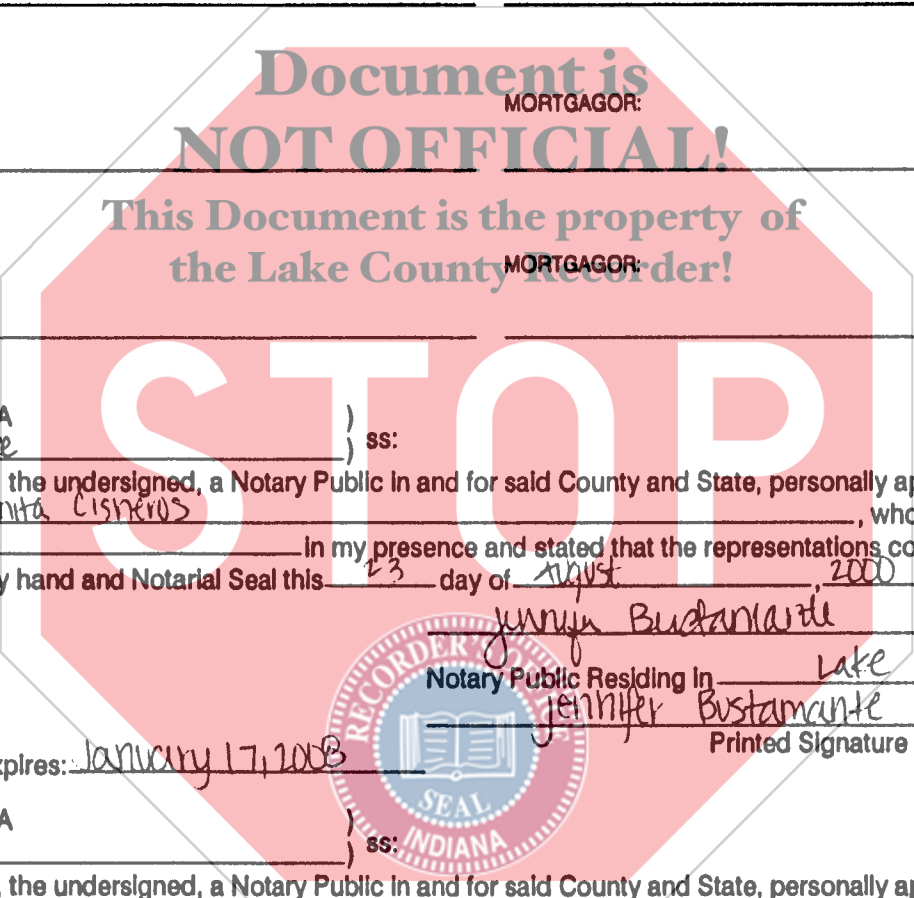 Document is
MORTGAGOR:
NOT OFFICIAL!
This Document is the property of
the Lake County Recorder!
MORTGAGOR:
STOP
A )
e ) ss:
the undersigned, a Notary Public in and for said County and State, personally ap
nita Cisneros , who
in my presence and stated that the representations co
y hand and Notarial Seal this 23 day of August , 2000
Jennifer Bustamante
Notary Public Residing in Lake
Jennifer Bustamante
Printed Signature
xpires: January 17, 2008
RECORDER'S OFFICE
SEAL
INDIANA
A )
) ss:
, the undersigned, a Notary Public in and for said County and State, personally ap